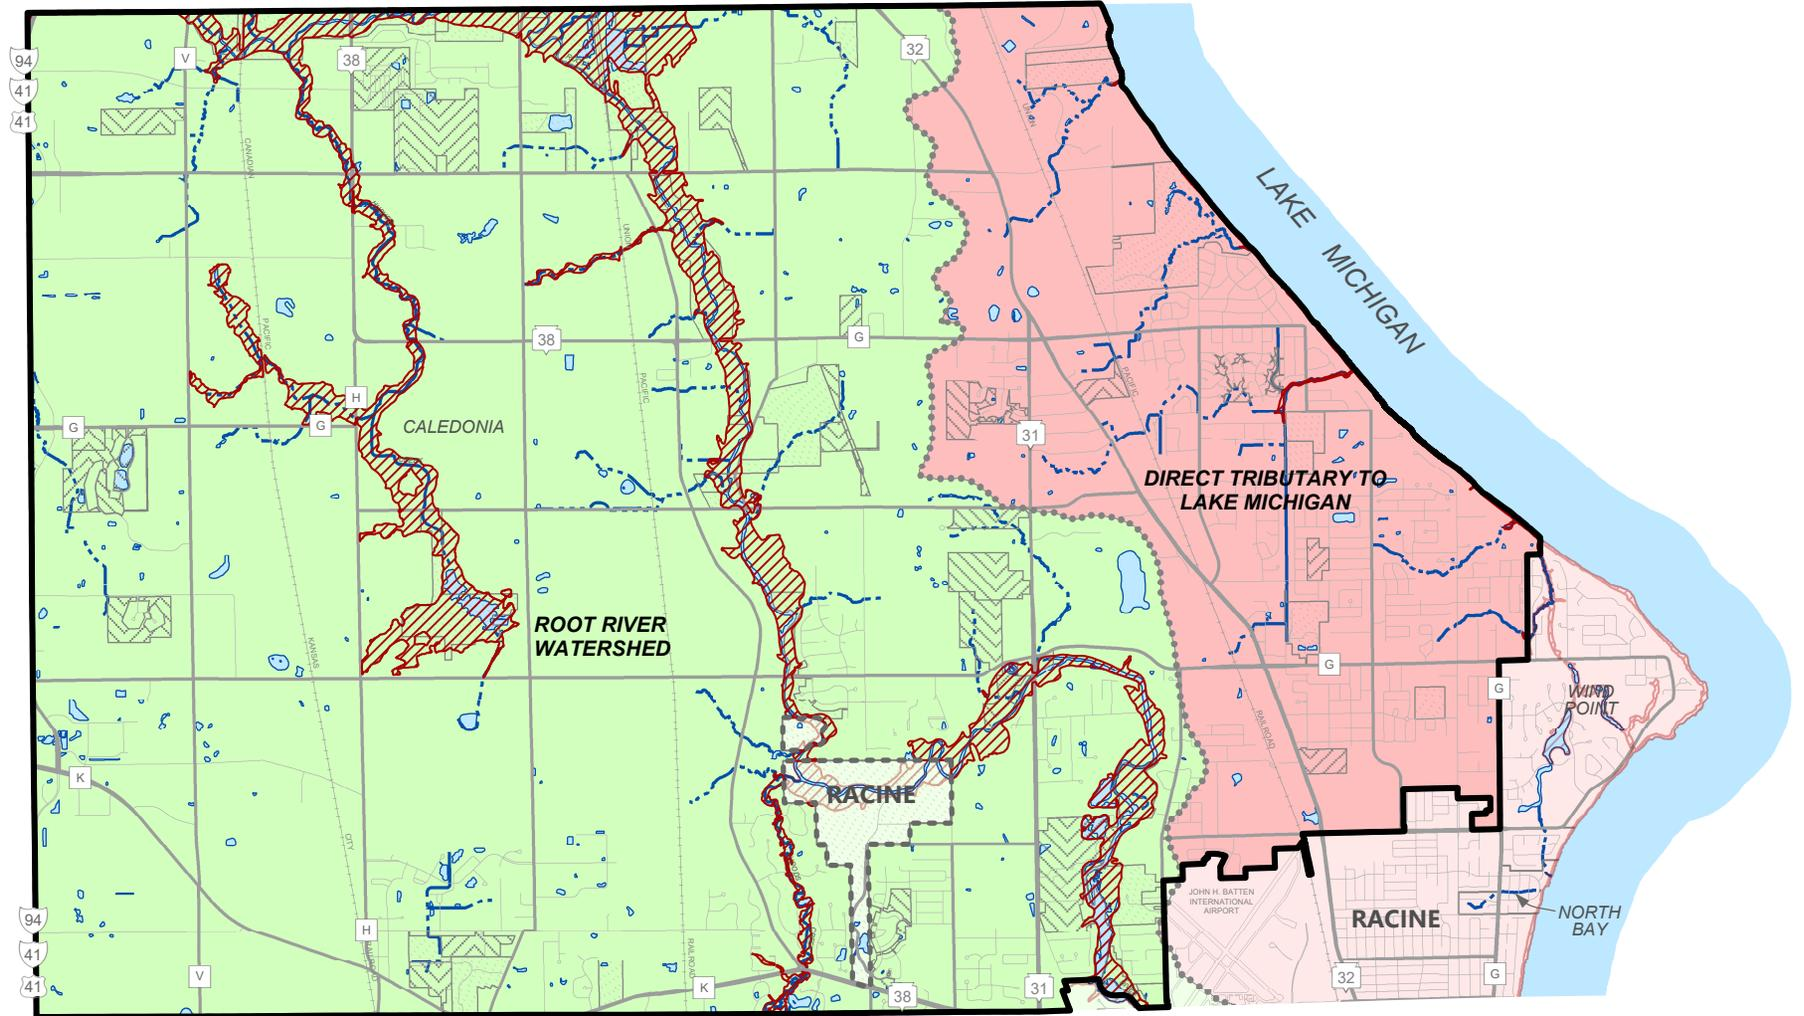 94
41
41
V
38
32
CANADIAN
UNION
LAKE
MICHIGAN
UNION
PACIFIC
38
G
PACIFIC
PACIFIC
H
G
G
CALEDONIA
31
DIRECT TRIBUTARY TO
LAKE MICHIGAN
ROOT RIVER
WATERSHED
KANSAS
G
G
WIND
POINT
RAILROAD
K
RACINE
CITY
JOHN H. BATTEN
INTERNATIONAL
AIRPORT
RACINE
NORTH
BAY
94
41
41
H
RAILROAD
RAILROAD
V
K
38
31
32
G